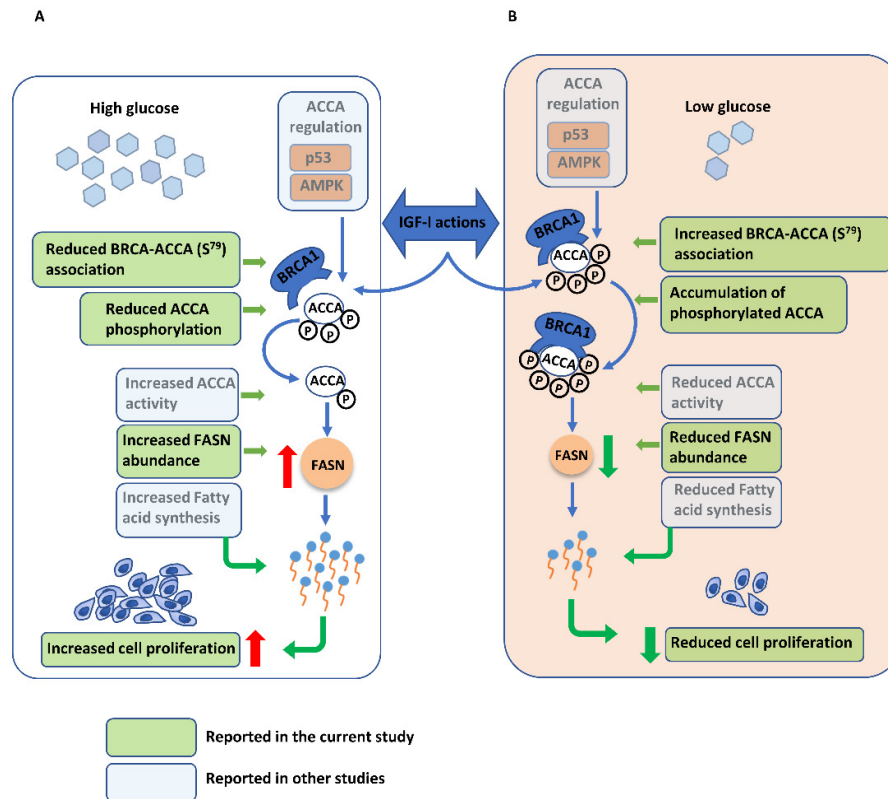 A
High glucose
ACCA
regulation
p53
AMPK
Reduced BRCA-ACCA (S⁷⁹)
association
BRCA1
Reduced ACCA
phosphorylation
ACCA
P
P
P
Increased ACCA
activity
ACCA
P
Increased FASN
abundance
FASN
Increased Fatty
acid synthesis
Increased cell proliferation
IGF-I actions
B
ACCA
regulation
p53
AMPK
Low glucose
BRCA1
ACCA
P
P
P
P
P
Increased BRCA-ACCA (S⁷⁹)
association
Accumulation of
phosphorylated ACCA
BRCA1
ACCA
P
P
P
P
P
P
P
Reduced ACCA
activity
FASN
Reduced FASN
abundance
Reduced Fatty
acid synthesis
Reduced cell proliferation
Reported in the current study
Reported in other studies